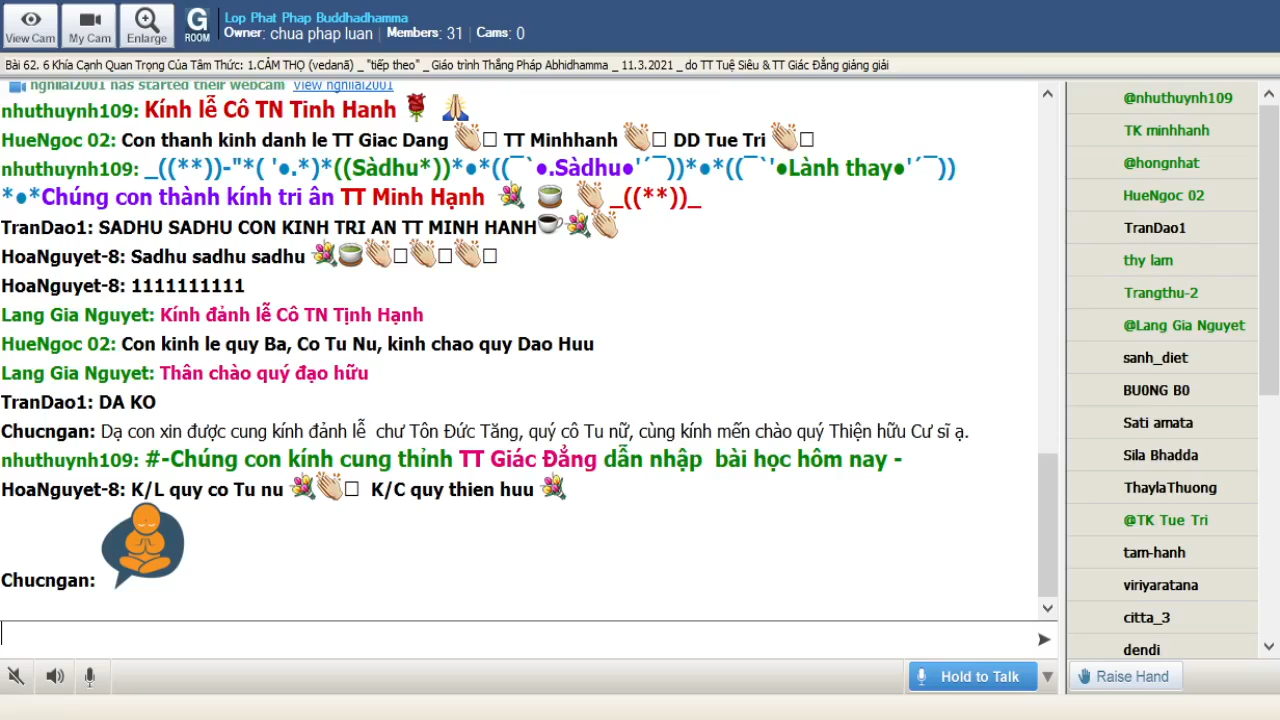 View Cam
My Cam
Enlarge
G
ROOM
Lop Phat Phap Buddhadhamma
Owner: chua phap luan | Members: 31 | Cams: 0
Bài 62. 6 Khía Cạnh Quan Trọng Của Tâm Thức: 1.CẢM THỌ (vedanā) _ "tiếp theo" _ Giáo trình Thắng Pháp Abhidhamma _ 11.3.2021 _ do TT Tuệ Siêu & TT Giác Đẳng giảng giải
nghilai2001 has started their webcam View nghilai2001
nhuthuynh109: Kính lễ Cô TN Tinh Hanh 🌹 🙏🏻
HueNgoc 02: Con thanh kinh danh le TT Giac Dang 👏🏻□ TT Minhhanh 👏🏻□ DD Tue Tri 👏🏻□
nhuthuynh109: _((**))-"*( '●.*)*((Sàdhu*))*●*((¯`●.Sàdhu●'´¯))*●*((¯`'●Lành thay●'´¯))
*●*Chúng con thành kính tri ân TT Minh Hạnh 💐 🍵 👏🏻_((**))_
TranDao1: SADHU SADHU CON KINH TRI AN TT MINH HANH☕💐👏🏻
HoaNguyet-8: Sadhu sadhu sadhu 💐🍵👏🏻□👏🏻□👏🏻□
HoaNguyet-8: 1111111111
Lang Gia Nguyet: Kính đảnh lễ Cô TN Tịnh Hạnh
HueNgoc 02: Con kinh le quy Ba, Co Tu Nu, kinh chao quy Dao Huu
Lang Gia Nguyet: Thân chào quý đạo hữu
TranDao1: DA KO
Chucngan: Dạ con xin được cung kính đảnh lễ chư Tôn Đức Tăng, quý cô Tu nữ, cùng kính mến chào quý Thiện hữu Cư sĩ ạ.
nhuthuynh109: #-Chúng con kính cung thỉnh TT Giác Đẳng dẫn nhập bài học hôm nay -
HoaNguyet-8: K/L quy co Tu nu 💐👏🏻□ K/C quy thien huu 💐
Chucngan:
Hold to Talk
@nhuthuynh109
TK minhhanh
@hongnhat
HueNgoc 02
TranDao1
thy lam
Trangthu-2
@Lang Gia Nguyet
sanh_diet
BU0NG B0
Sati amata
Sila Bhadda
ThaylaThuong
@TK Tue Tri
tam-hanh
viriyaratana
citta_3
dendi
Raise Hand